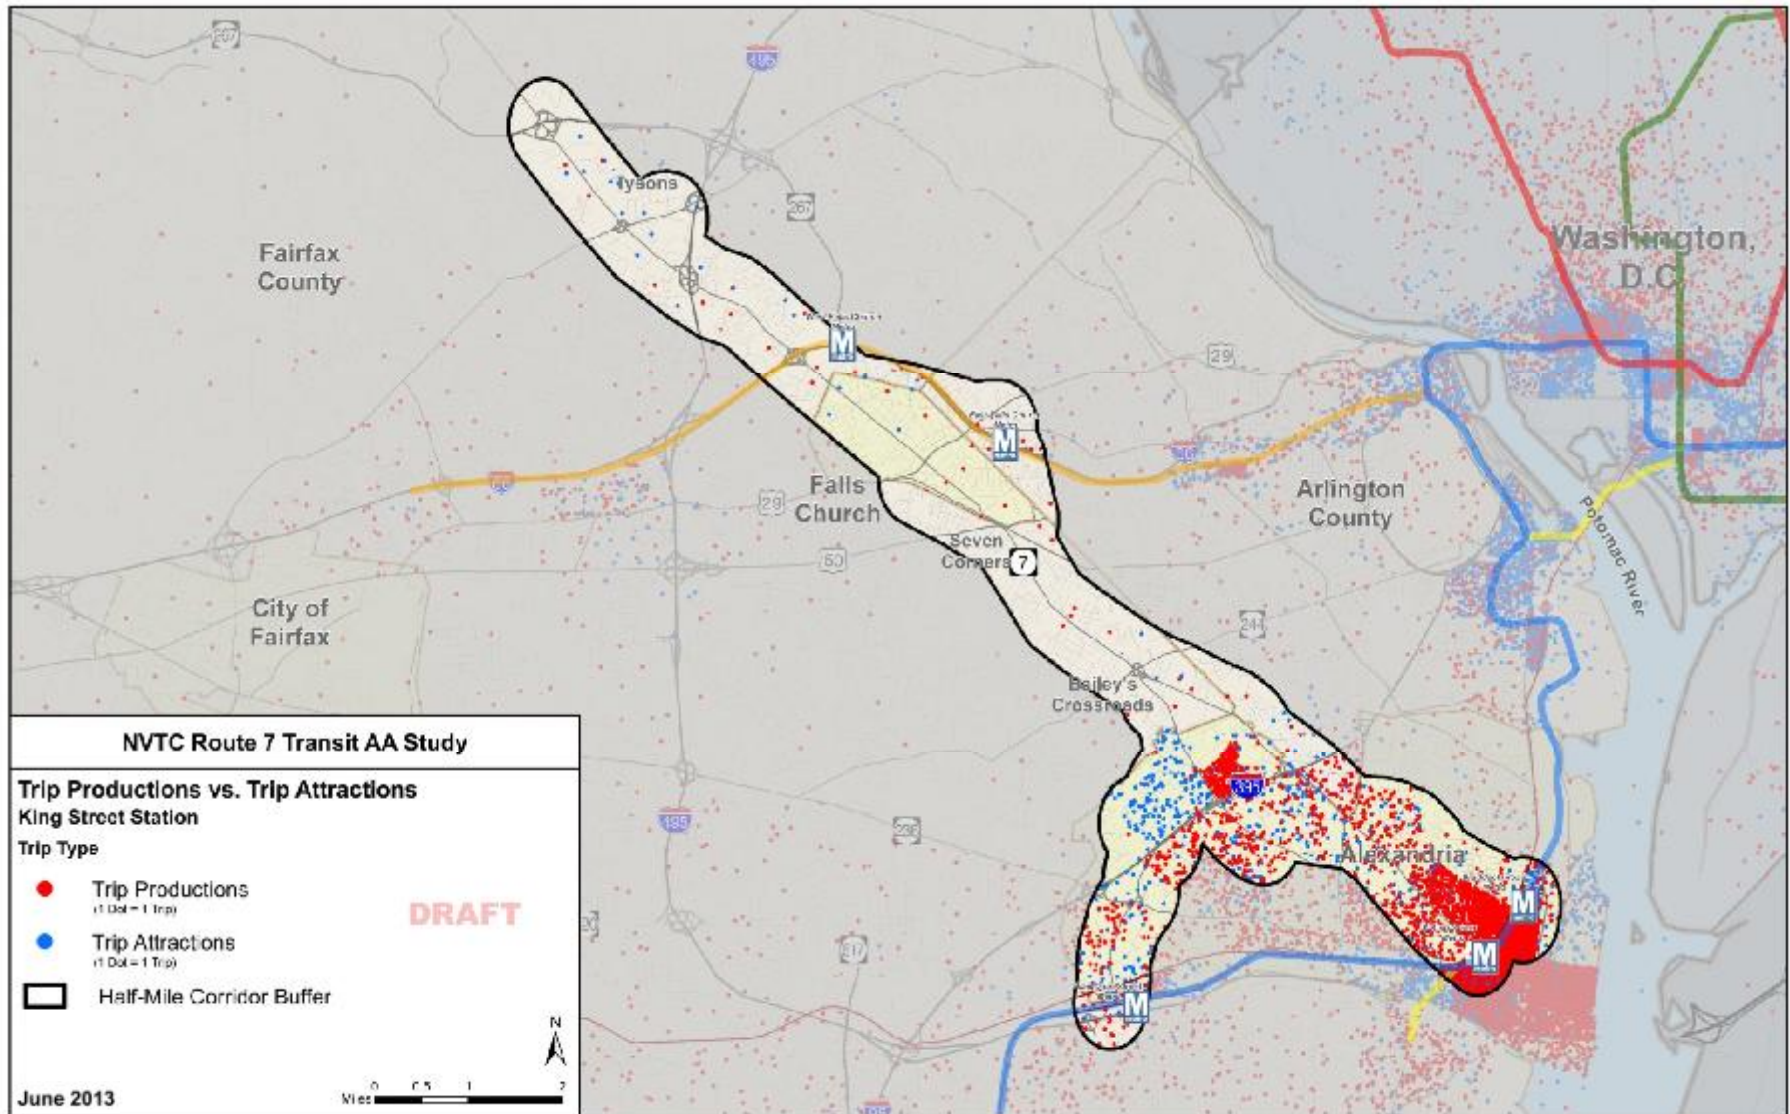 267
495
Tysons
267
Fairfax
County
Washington,
D.C.
M
29
M
66
29
Falls
Church
Arlington
County
Potomac River
Seven
Corners
7
50
City of
Fairfax
244
Bailey's
Crossroads
NVTC Route 7 Transit AA Study
Trip Productions vs. Trip Attractions
King Street Station
Trip Type
Trip Productions
(1 Dot = 1 Trip)
Trip Attractions
(1 Dot = 1 Trip)
DRAFT
Half-Mile Corridor Buffer
N
0 0.5 1 2
Miles
June 2013
495
236
Alexandria
M
M
M